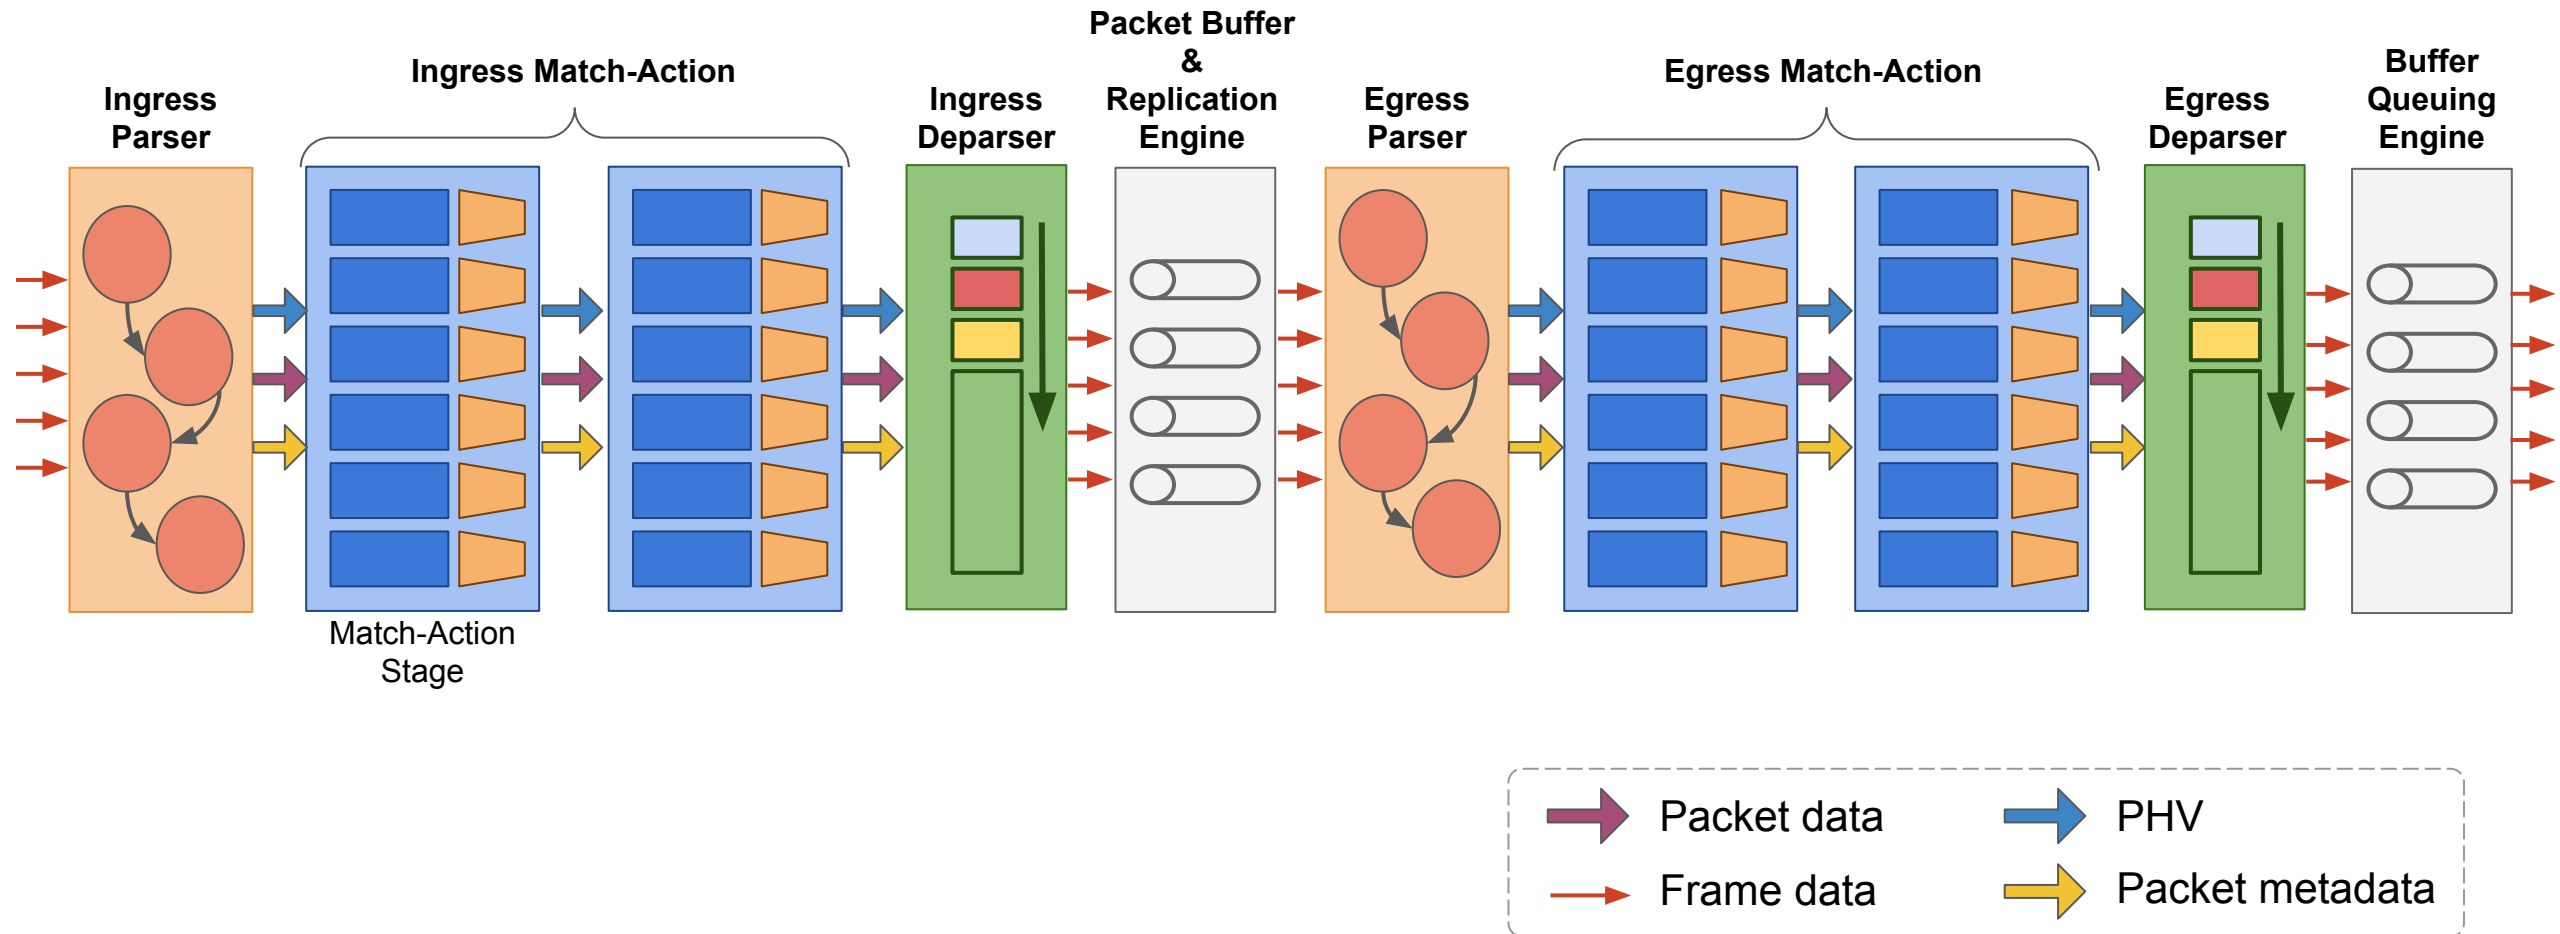 Ingress
Parser
Ingress Match-Action
Ingress
Deparser
Packet Buffer
&
Replication
Engine
Egress
Parser
Egress Match-Action
Egress
Deparser
Buffer
Queuing
Engine
Match-Action
Stage
Packet data
PHV
Frame data
Packet metadata